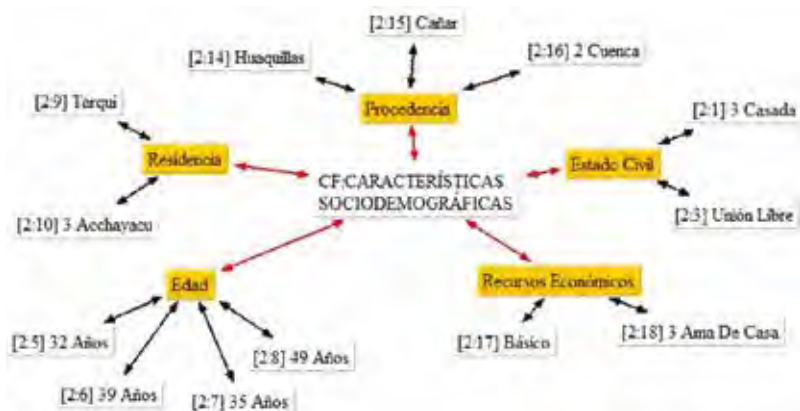 [2:15] Cañar
[2:14] Huaquillas
[2:16] 2 Cuenca
[2:9] Tarqui
Procedencia
[2:1] 3 Casada
Residencia
Estado Civil
CF:CARACTERÍSTICAS
SOCIODEMOGRÁFICAS
[2:10] 3 Acchayacu
[2:3] Unión Libre
Edad
Recursos Económicos
[2:5] 32 Años
[2:8] 49 Años
[2:17] Básico
[2:18] 3 Ama De Casa
[2:6] 39 Años
[2:7] 35 Años